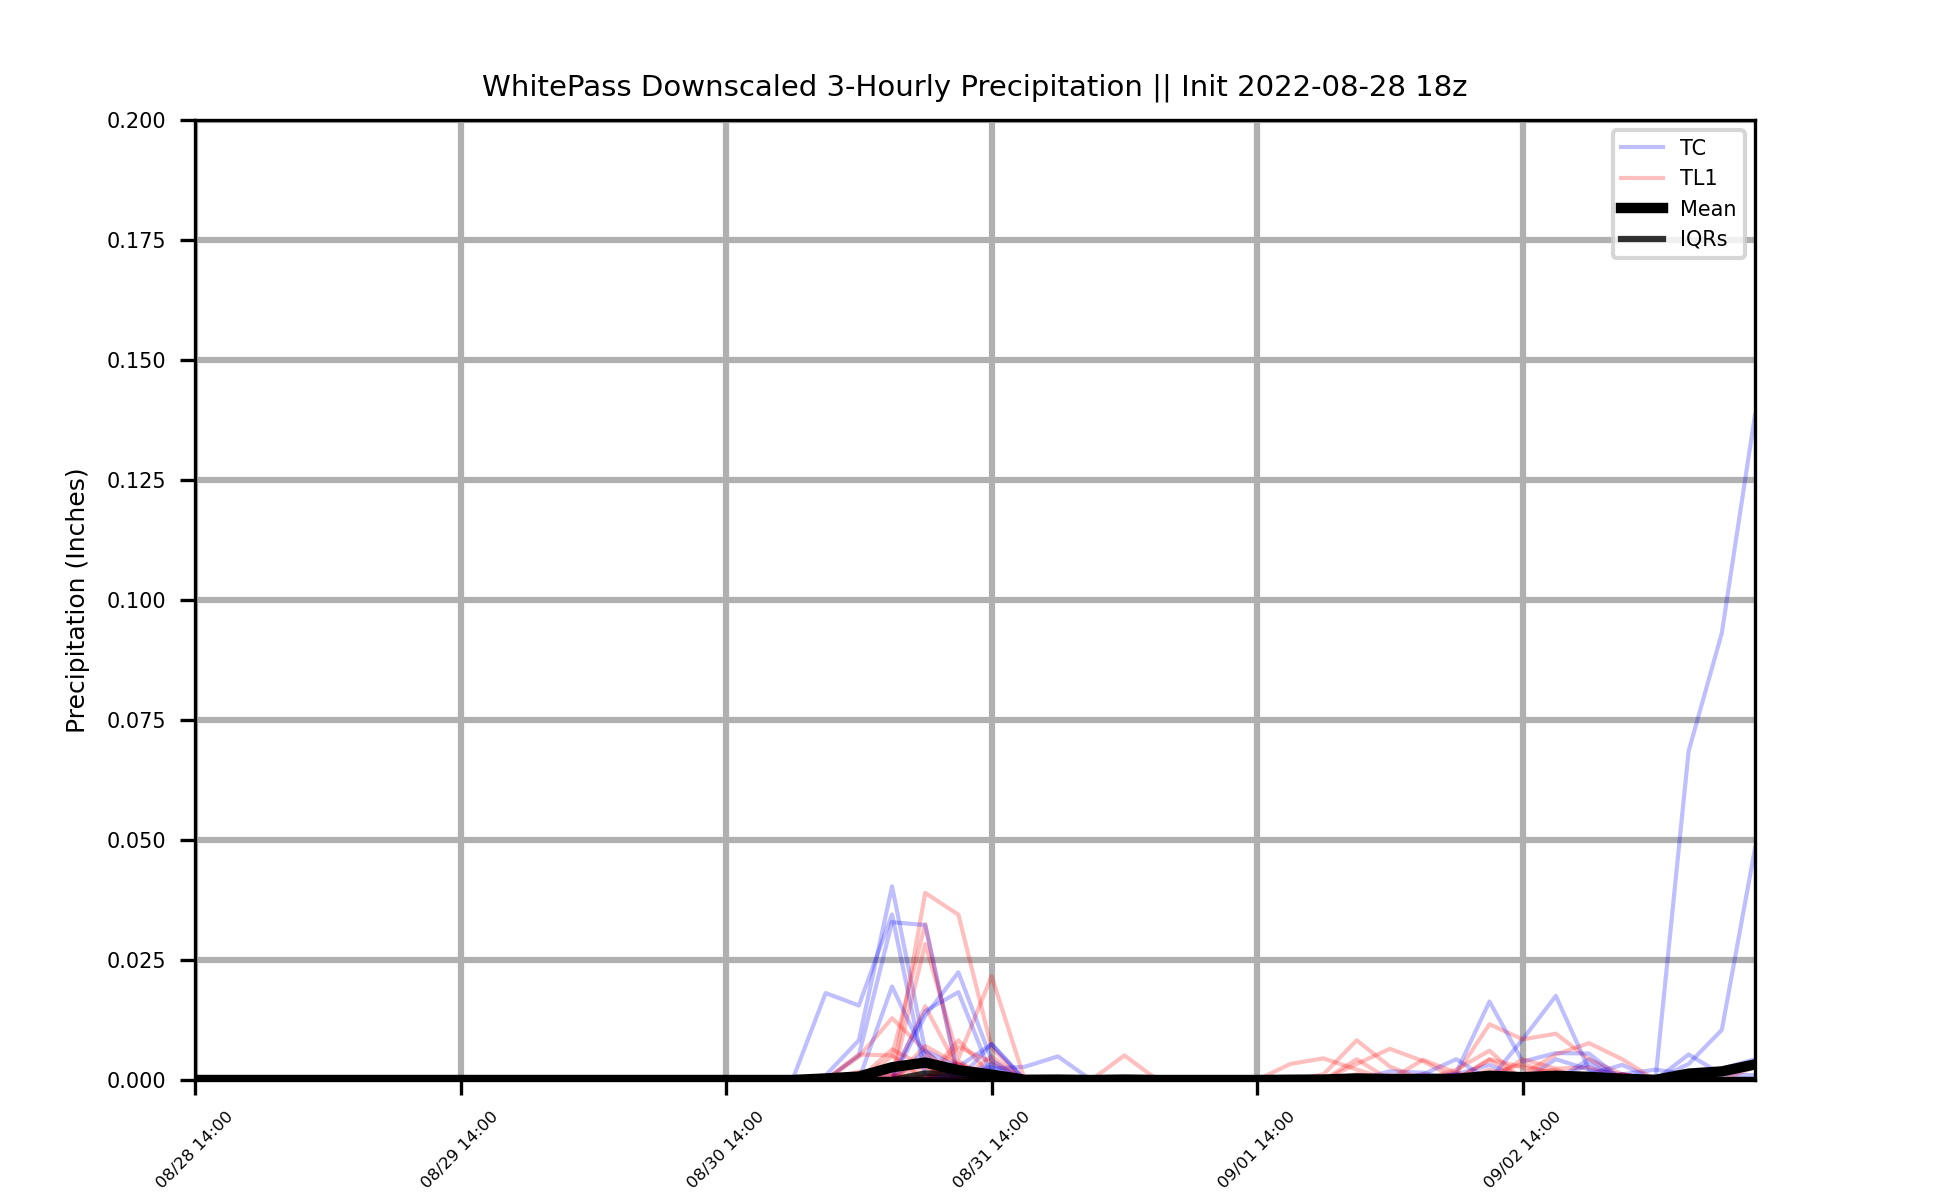 WhitePass Downscaled 3-Hourly Precipitation || Init 2022-08-28 18z
0.200
0.175
0.150
0.125
0.100
0.075
0.050
0.025
0.000
Precipitation (Inches)
TC
TL1
Mean
IQRs
08/28 14:00
08/29 14:00
08/30 14:00
08/31 14:00
09/01 14:00
09/02 14:00